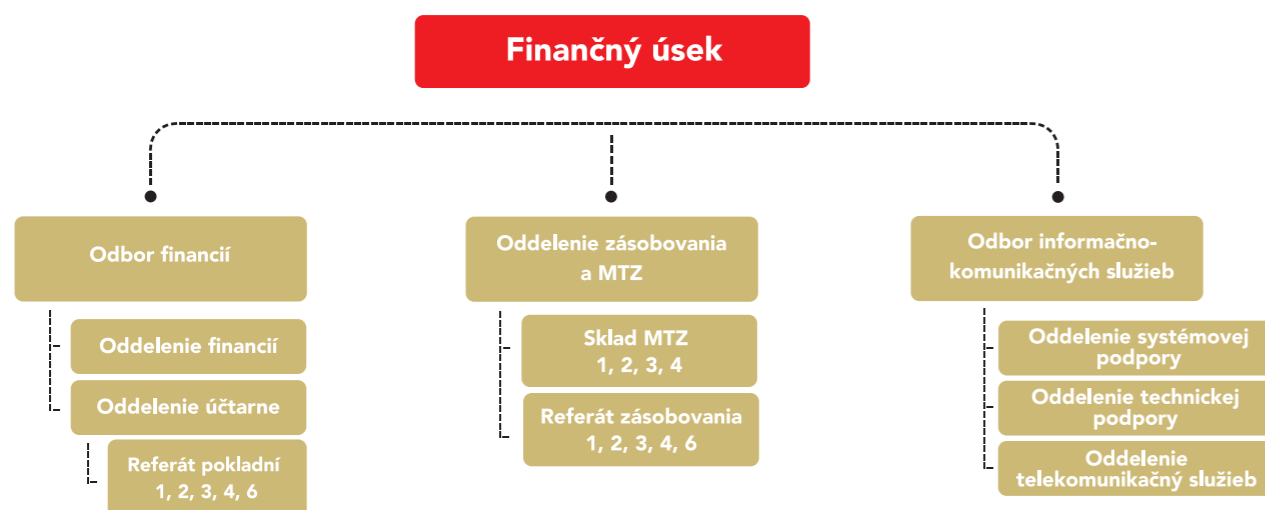 Finančný úsek
Odbor financií
Oddelenie financií
Oddelenie účtarne
Referát pokladní
1, 2, 3, 4, 6
Oddelenie zásobovania
a MTZ
Sklad MTZ
1, 2, 3, 4
Referát zásobovania
1, 2, 3, 4, 6
Odbor informačno-
komunikačných služieb
Oddelenie systémovej
podpory
Oddelenie technickej
podpory
Oddelenie
telekomunikačný služieb